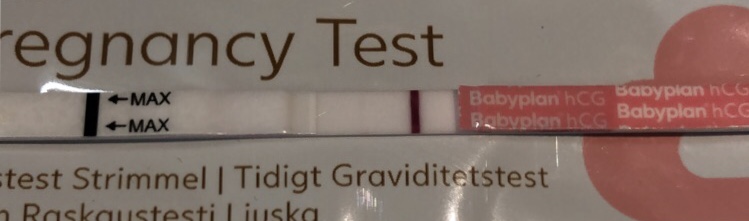 regnancy Test
←MAX
←MAX
Babyplan hCG
Babyplan hCG
Babyplan hCG
Babyplan hCG
stest Strimmel | Tidigt Graviditetstest
Raskaustesti Liuska